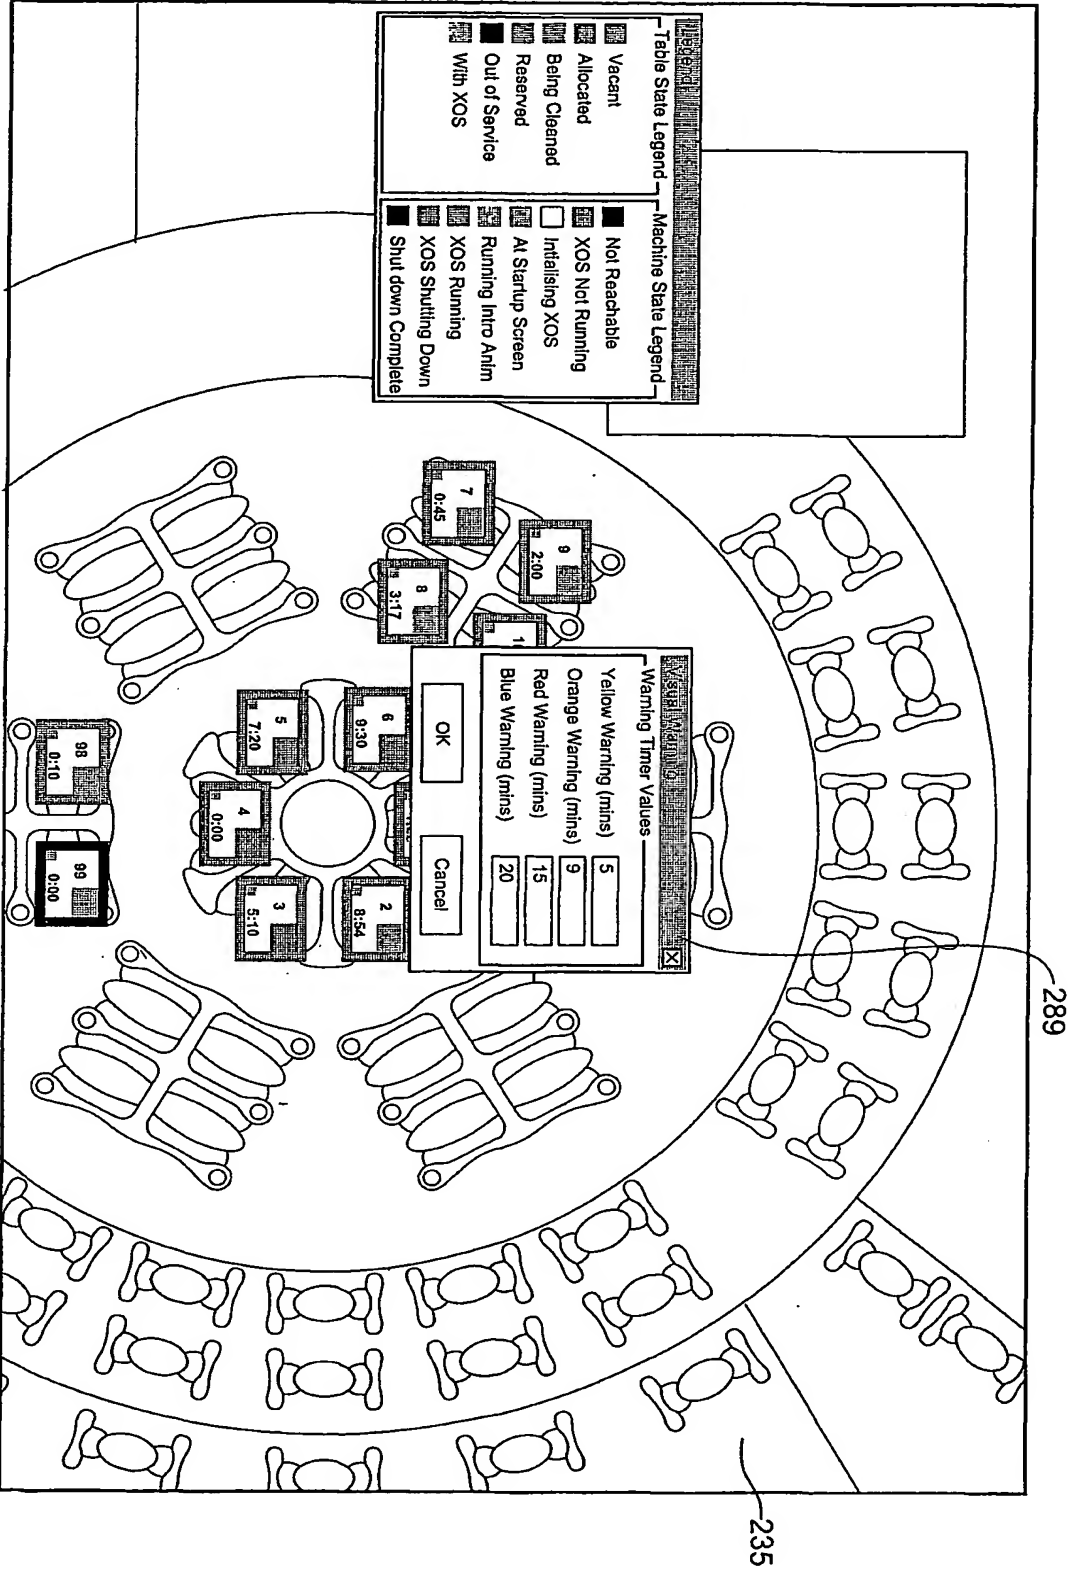 Legend
Table State Legend
Vacant
Allocated
Being Cleaned
Reserved
Out of Service
With XOS
Machine State Legend
Not Reachable
XOS Not Running
Intialising XOS
At Startup Screen
Running Intro Anim
XOS Running
XOS Shutting Down
Shut down Complete
9
2:00
7
0:45
8
3:17
Visual Warning
X
Warning Timer Values
Yellow Warning (mins) 5
Orange Warning (mins) 9
Red Warning (mins) 15
Blue Warning (mins) 20
OK
Cancel
6
9:30
2
8:54
5
7:20
4
0:00
3
5:10
98
0:10
99
0:00
289
235